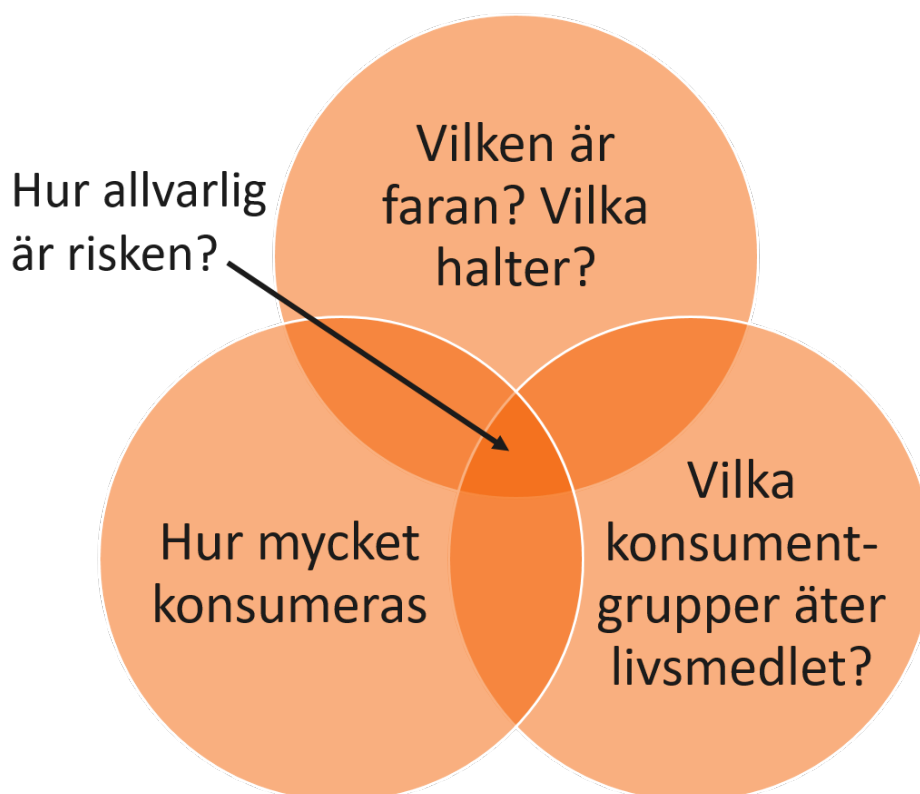 Vilken är
faran? Vilka
halter?
Hur allvarlig
är risken?
Hur mycket
konsumeras
Vilka
konsument-
grupper äter
livsmedlet?